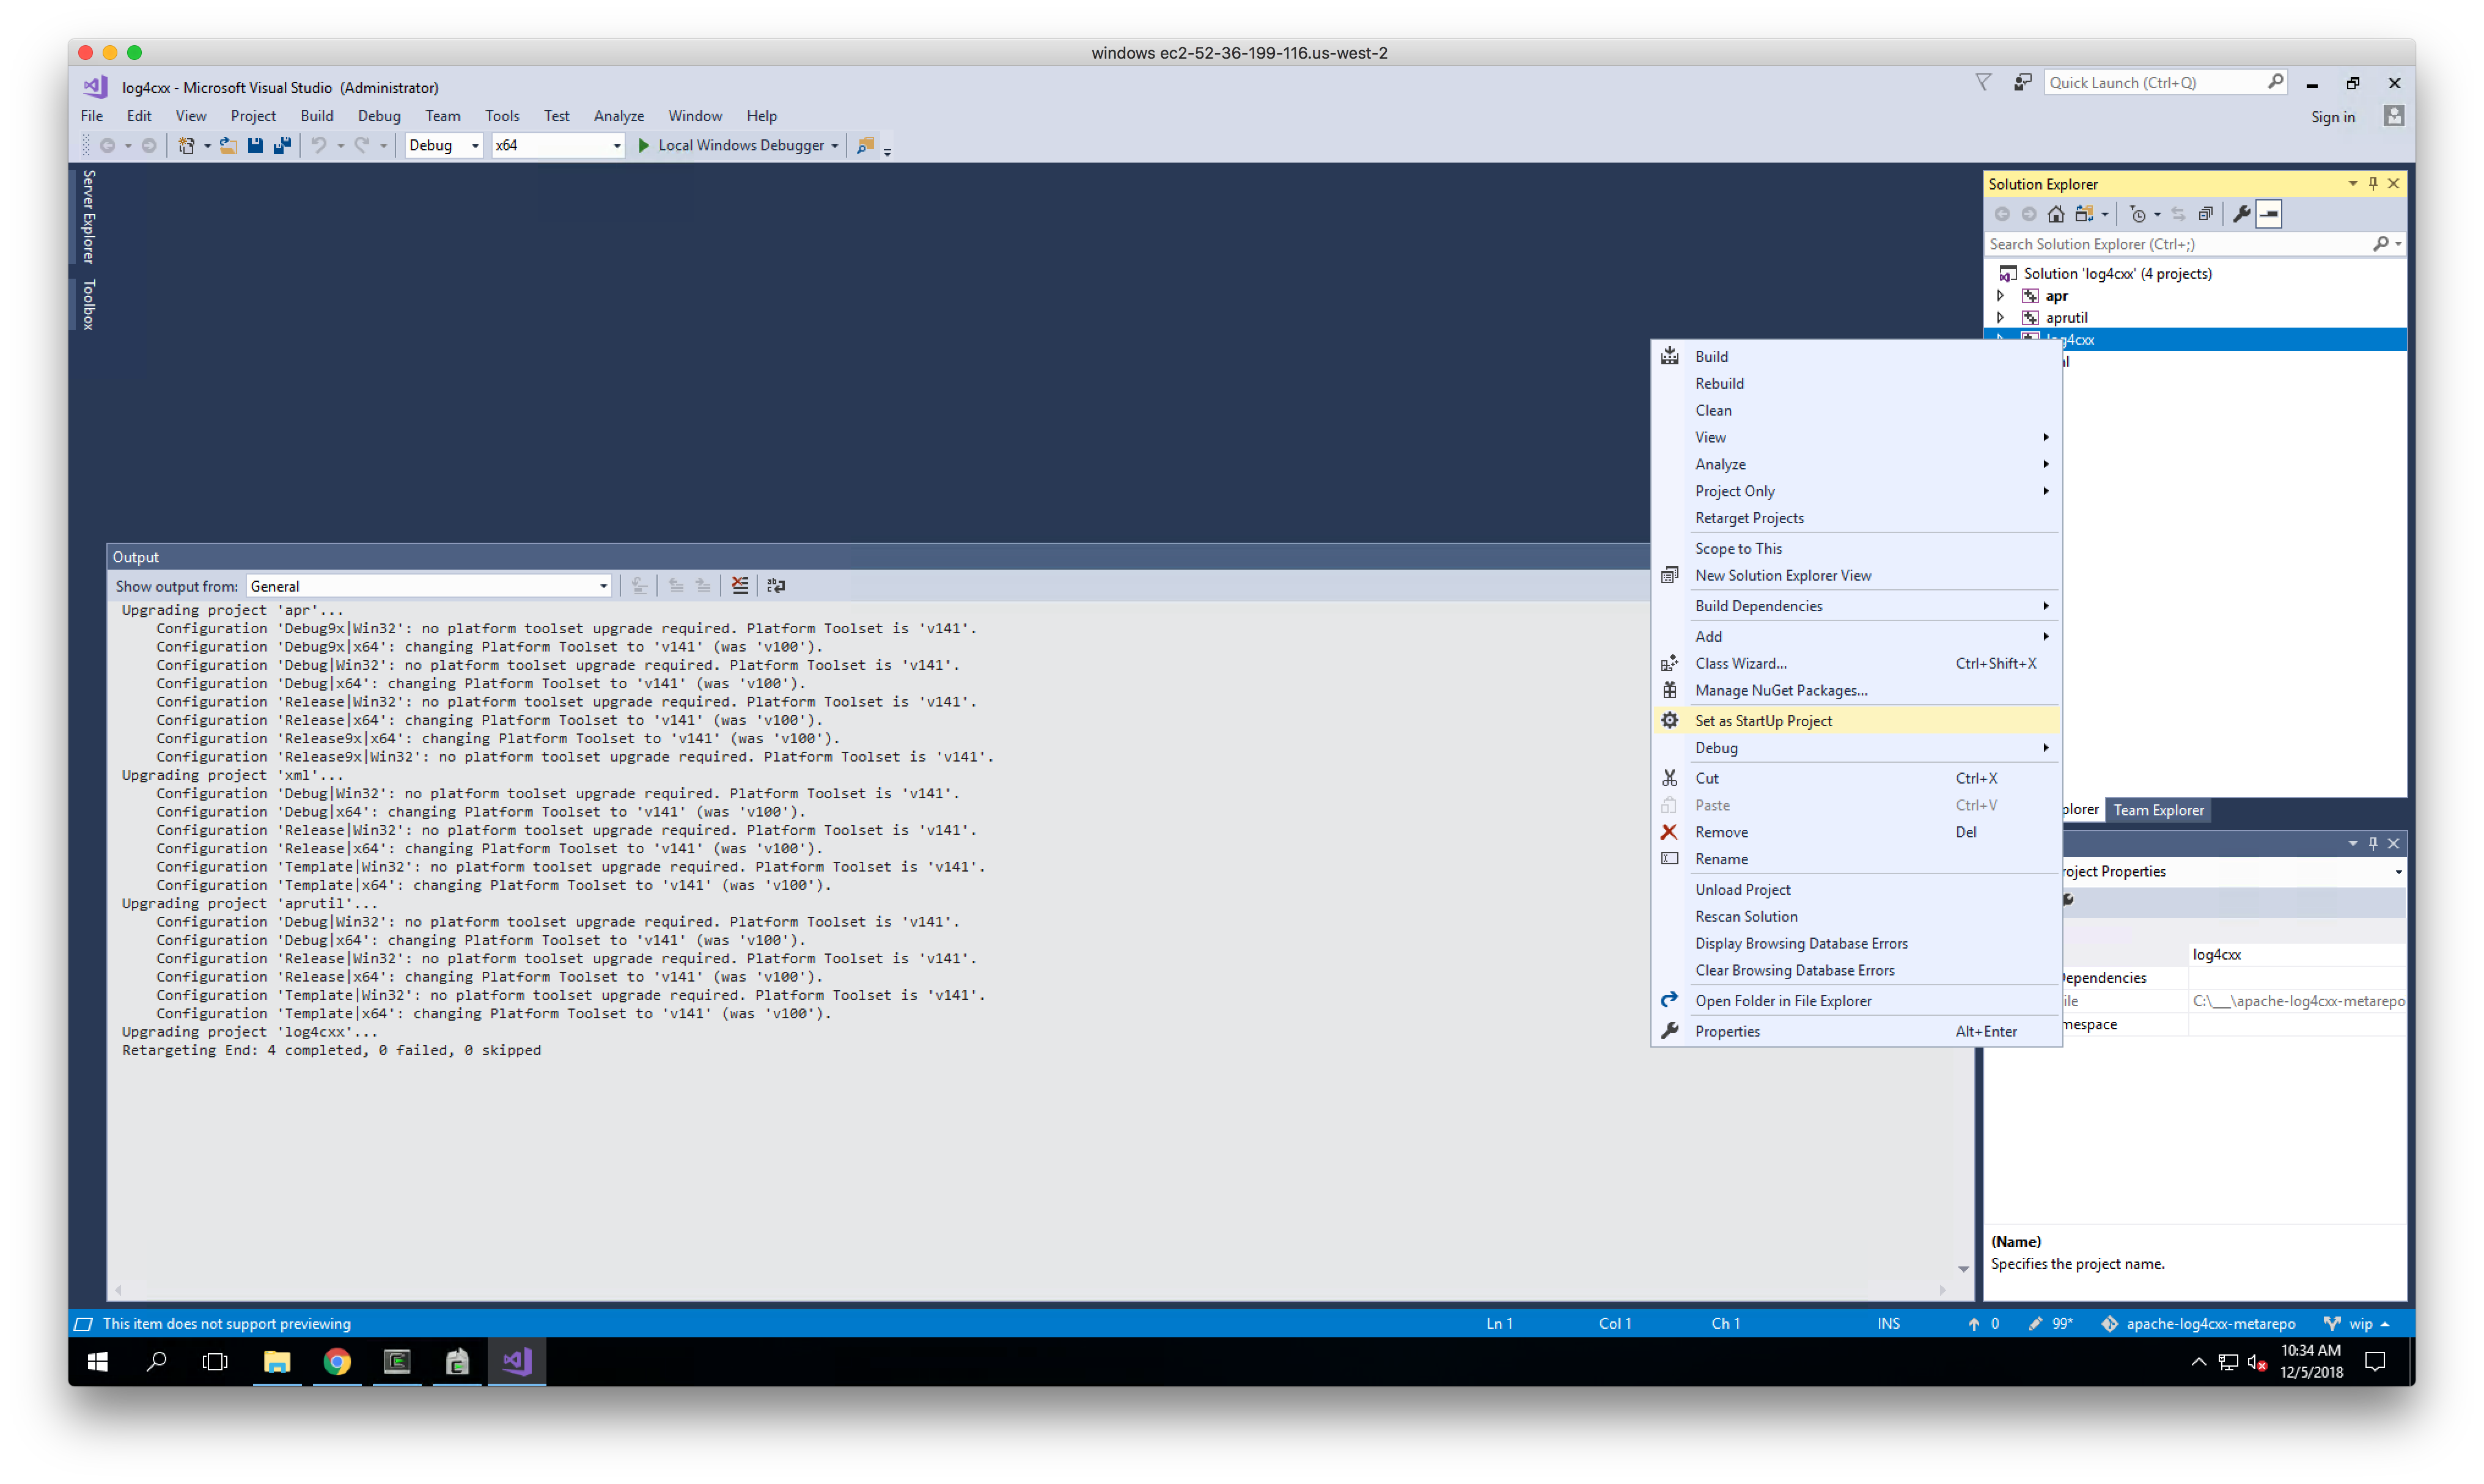 windows ec2-52-36-199-116.us-west-2
log4cxx - Microsoft Visual Studio (Administrator)
Quick Launch (Ctrl+Q)
File Edit View Project Build Debug Team Tools Test Analyze Window Help
Sign in
Debug x64 Local Windows Debugger
Server Explorer
Toolbox
Solution Explorer
Search Solution Explorer (Ctrl+;)
Solution 'log4cxx' (4 projects)
apr
aprutil
log4cxx
Build
Rebuild
Clean
View
Analyze
Project Only
Retarget Projects
Scope to This
New Solution Explorer View
Build Dependencies
Add
Class Wizard... Ctrl+Shift+X
Manage NuGet Packages...
Set as StartUp Project
Debug
Cut Ctrl+X
Paste Ctrl+V
Remove Del
Rename
Unload Project
Rescan Solution
Display Browsing Database Errors
Clear Browsing Database Errors
Open Folder in File Explorer
Properties Alt+Enter
Output
Show output from: General
Upgrading project 'apr'...
Configuration 'Debug9x|Win32': no platform toolset upgrade required. Platform Toolset is 'v141'.
Configuration 'Debug9x|x64': changing Platform Toolset to 'v141' (was 'v100').
Configuration 'Debug|Win32': no platform toolset upgrade required. Platform Toolset is 'v141'.
Configuration 'Debug|x64': changing Platform Toolset to 'v141' (was 'v100').
Configuration 'Release|Win32': no platform toolset upgrade required. Platform Toolset is 'v141'.
Configuration 'Release|x64': changing Platform Toolset to 'v141' (was 'v100').
Configuration 'Release9x|x64': changing Platform Toolset to 'v141' (was 'v100').
Configuration 'Release9x|Win32': no platform toolset upgrade required. Platform Toolset is 'v141'.
Upgrading project 'xml'...
Configuration 'Debug|Win32': no platform toolset upgrade required. Platform Toolset is 'v141'.
Configuration 'Debug|x64': changing Platform Toolset to 'v141' (was 'v100').
Configuration 'Release|Win32': no platform toolset upgrade required. Platform Toolset is 'v141'.
Configuration 'Release|x64': changing Platform Toolset to 'v141' (was 'v100').
Configuration 'Template|Win32': no platform toolset upgrade required. Platform Toolset is 'v141'.
Configuration 'Template|x64': changing Platform Toolset to 'v141' (was 'v100').
Upgrading project 'aprutil'...
Configuration 'Debug|Win32': no platform toolset upgrade required. Platform Toolset is 'v141'.
Configuration 'Debug|x64': changing Platform Toolset to 'v141' (was 'v100').
Configuration 'Release|Win32': no platform toolset upgrade required. Platform Toolset is 'v141'.
Configuration 'Release|x64': changing Platform Toolset to 'v141' (was 'v100').
Configuration 'Template|Win32': no platform toolset upgrade required. Platform Toolset is 'v141'.
Configuration 'Template|x64': changing Platform Toolset to 'v141' (was 'v100').
Upgrading project 'log4cxx'...
Retargeting End: 4 completed, 0 failed, 0 skipped
plorer Team Explorer
roject Properties
log4cxx
Dependencies
ile C:\__\apache-log4cxx-metarepo
mespace
(Name)
Specifies the project name.
This item does not support previewing Ln 1 Col 1 Ch 1 INS 0 99* apache-log4cxx-metarepo wip
10:34 AM
12/5/2018